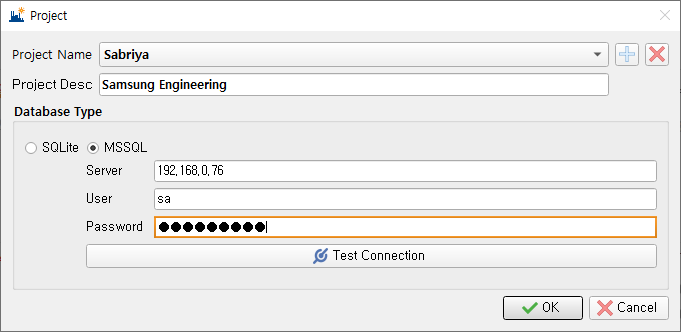 Project
Project Name Sabriya
Project Desc Samsung Engineering
Database Type
SQLite MSSQL
Server 192,168,0,76
User sa
Password ●●●●●●●●●
Test Connection
OK Cancel